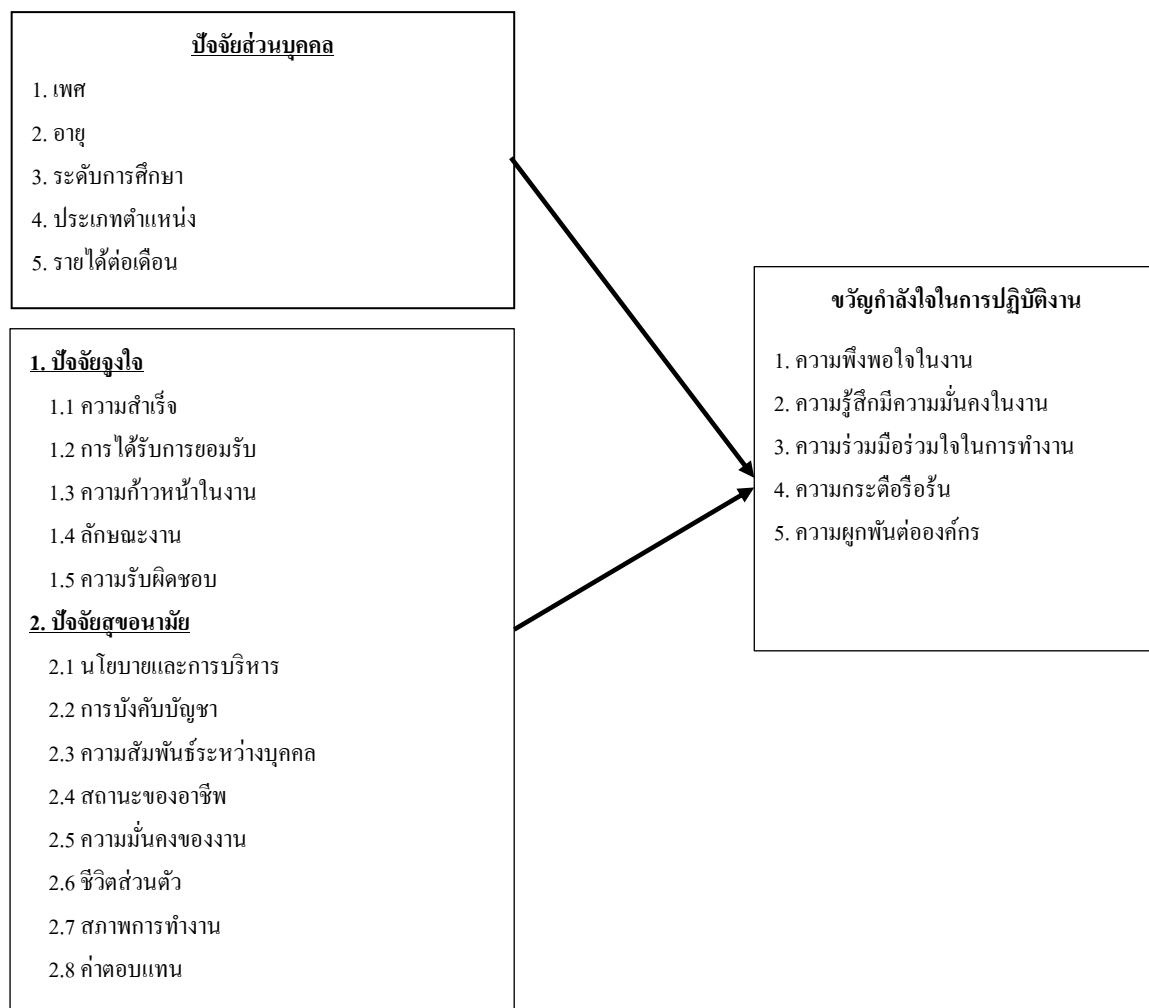 ปัจจัยส่วนบุคคล
1. เพศ
2. อายุ
3. ระดับการศึกษา
4. ประเภทตำแหน่ง
5. รายได้ต่อเดือน
1. ปัจจัยจูงใจ
1.1 ความสำเร็จ
1.2 การได้รับการยอมรับ
1.3 ความก้าวหน้าในงาน
1.4 ลักษณะงาน
1.5 ความรับผิดชอบ
2. ปัจจัยสุขอนามัย
2.1 นโยบายและการบริหาร
2.2 การบังคับบัญชา
2.3 ความสัมพันธ์ระหว่างบุคคล
2.4 สถานะของอาชีพ
2.5 ความมั่นคงของงาน
2.6 ชีวิตส่วนตัว
2.7 สภาพการทำงาน
2.8 ค่าตอบแทน
ขวัญกำลังใจในการปฏิบัติงาน
1. ความพึงพอใจในงาน
2. ความรู้สึกมีความมั่นคงในงาน
3. ความร่วมมือร่วมใจในการทำงาน
4. ความกระตือรือร้น
5. ความผูกพันต่อองค์กร